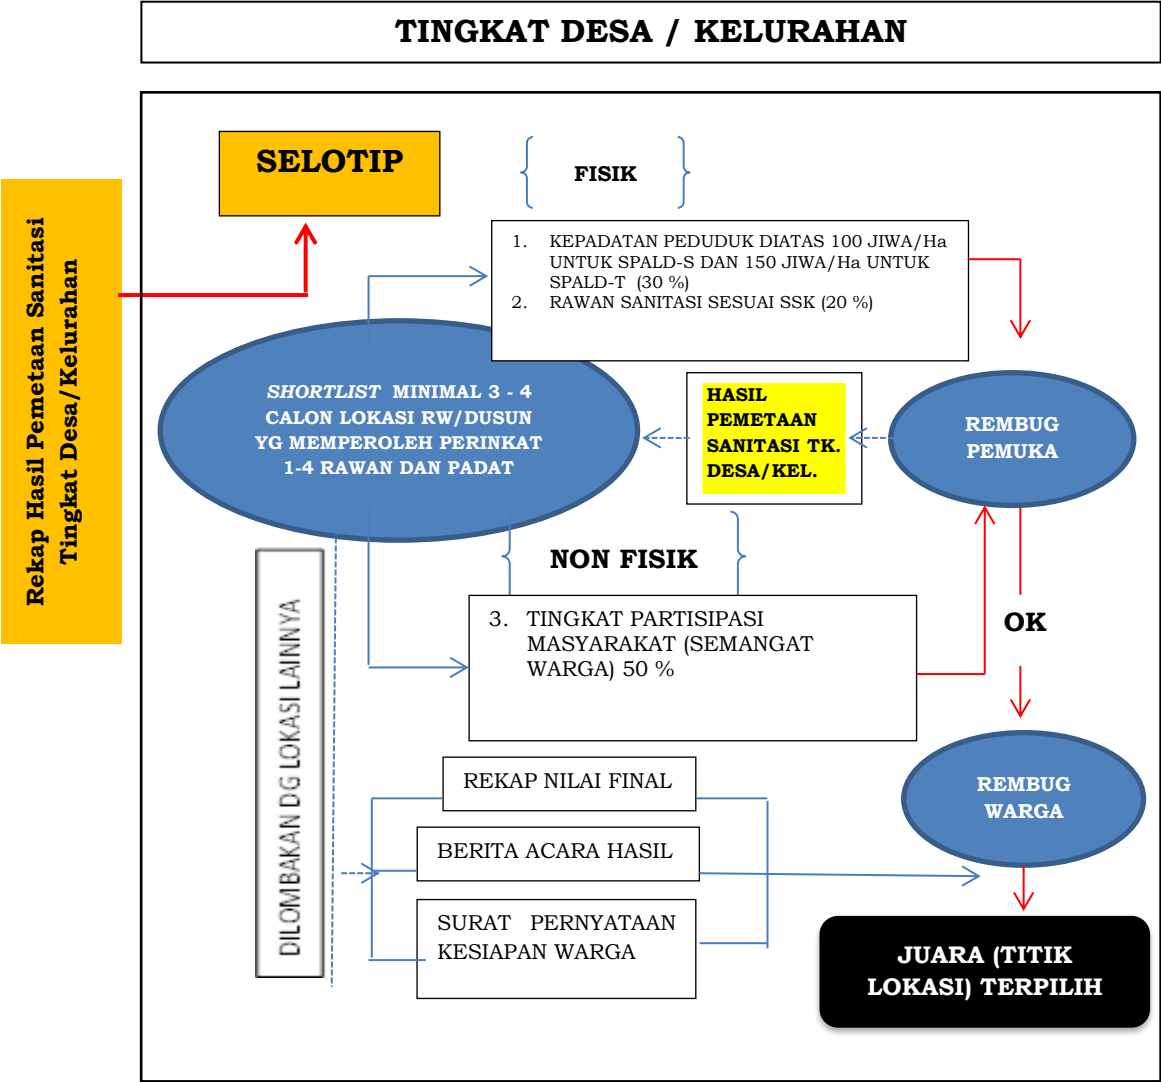 TINGKAT DESA / KELURAHAN
Rekap Hasil Pemetaan Sanitasi
Tingkat Desa/Kelurahan
SELOTIP
FISIK
1. KEPADATAN PEDUDUK DIATAS 100 JIWA/Ha
UNTUK SPALD-S DAN 150 JIWA/Ha UNTUK
SPALD-T (30 %)
2. RAWAN SANITASI SESUAI SSK (20 %)
SHORTLIST MINIMAL 3 - 4
CALON LOKASI RW/DUSUN
YG MEMPEROLEH PERINKAT
1-4 RAWAN DAN PADAT
HASIL
PEMETAAN
SANITASI TK.
DESA/KEL.
REMBUG
PEMUKA
NON FISIK
3. TINGKAT PARTISIPASI
MASYARAKAT (SEMANGAT
WARGA) 50 %
OK
DILOMBAKAN DG LOKASI LAINNYA
REKAP NILAI FINAL
BERITA ACARA HASIL
SURAT PERNYATAAN
KESIAPAN WARGA
REMBUG
WARGA
JUARA (TITIK
LOKASI) TERPILIH